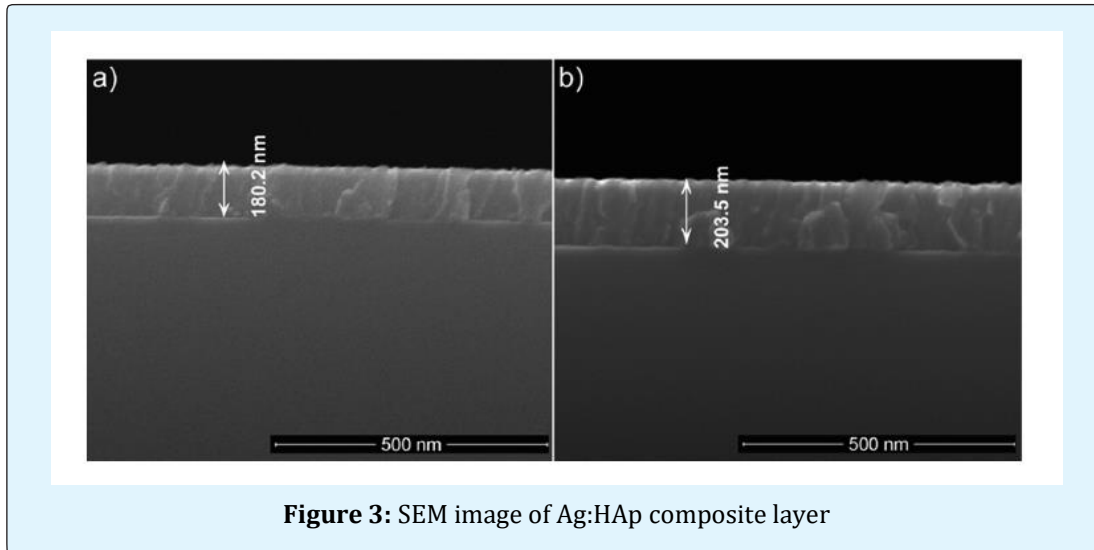 a)
180.2 nm
500 nm
b)
203.5 nm
500 nm
Figure 3: SEM image of Ag:HAp composite layer